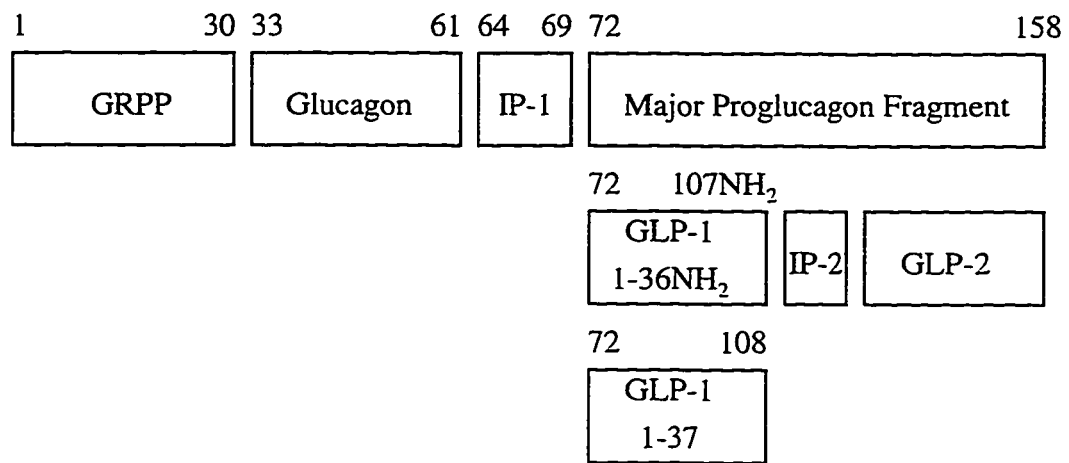 1 30 33 61 64 69 72 158
GRPP Glucagon IP-1 Major Proglucagon Fragment
72 107NH₂
GLP-1
1-36NH₂ IP-2 GLP-2
72 108
GLP-1
1-37